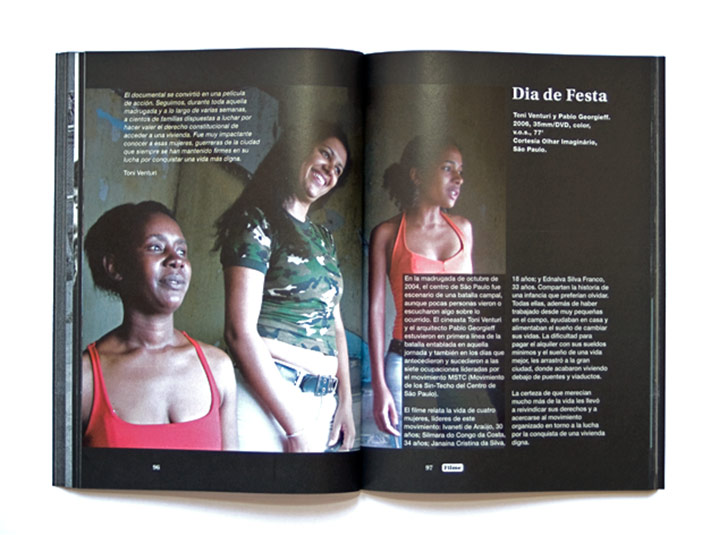 El documental se convirtió en una película
de acción. Seguimos, durante toda aquella
madrugada y a lo largo de varias semanas,
a cientos de familias dispuestas a luchar por
hacer valer el derecho constitucional de
acceder a una vivienda. Fue muy impactante
conocer a esas mujeres, guerreras de la ciudad
que siempre se han mantenido firmes en su
lucha por conquistar una vida más digna.
Toni Venturi
96
Dia de Festa
Toni Venturi y Pablo Georgieff.
2006, 35mm/DVD, color,
v.o.s., 77'
Cortesía Olhar Imaginário,
São Paulo.
En la madrugada de octubre de
2004, el centro de São Paulo fue
escenario de una batalla campal,
aunque pocas personas vieron o
escucharon algo sobre lo
ocurrido. El cineasta Toni Venturi
y el arquitecto Pablo Georgieff
estuvieron en primera línea de la
batalla entablada en aquella
jornada y también en los días que
antecedieron y sucedieron a las
siete ocupaciones lideradas por
el movimiento MSTC (Movimiento
de los Sin-Techo del Centro de
São Paulo).
El filme relata la vida de cuatro
mujeres, líderes de este
movimiento: Ivaneti de Araújo, 30
años; Silmara do Congo da Costa,
34 años; Janaina Cristina da Silva,
18 años; y Ednalva Silva Franco,
33 años. Comparten la historia de
una infancia que preferían olvidar.
Todas ellas, además de haber
trabajado desde muy pequeñas
en el campo, ayudaban en casa y
alimentaban el sueño de cambiar
sus vidas. La dificultad para
pagar el alquiler con sus sueldos
mínimos y el sueño de una vida
mejor, les arrastró a la gran
ciudad, donde acabaron viviendo
debajo de puentes y viaductos.
La certeza de que merecían
mucho más de la vida les llevó
a reivindicar sus derechos y a
acercarse al movimiento
organizado en torno a la lucha
por la conquista de una vivienda
digna.
97
Filme